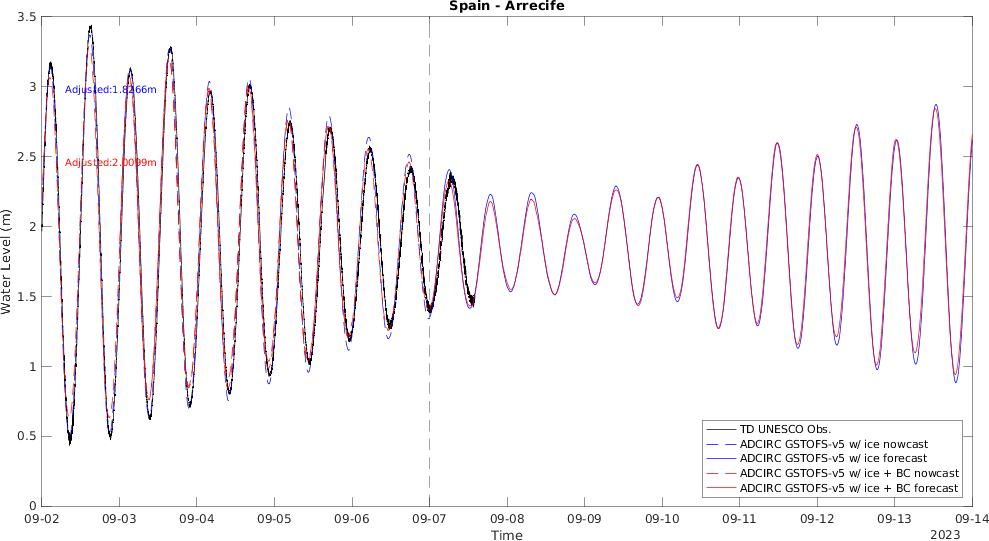 Spain - Arrecife
3.5
3
2.5
2
1.5
1
0.5
0
Water Level (m)
Adjusted:1.8266m
Adjusted:2.0099m
TD UNESCO Obs.
ADCIRC GSTOFS-v5 w/ ice nowcast
ADCIRC GSTOFS-v5 w/ ice forecast
ADCIRC GSTOFS-v5 w/ ice + BC nowcast
ADCIRC GSTOFS-v5 w/ ice + BC forecast
09-02 09-03 09-04 09-05 09-06 09-07 09-08 09-09 09-10 09-11 09-12 09-13 09-14
Time
2023